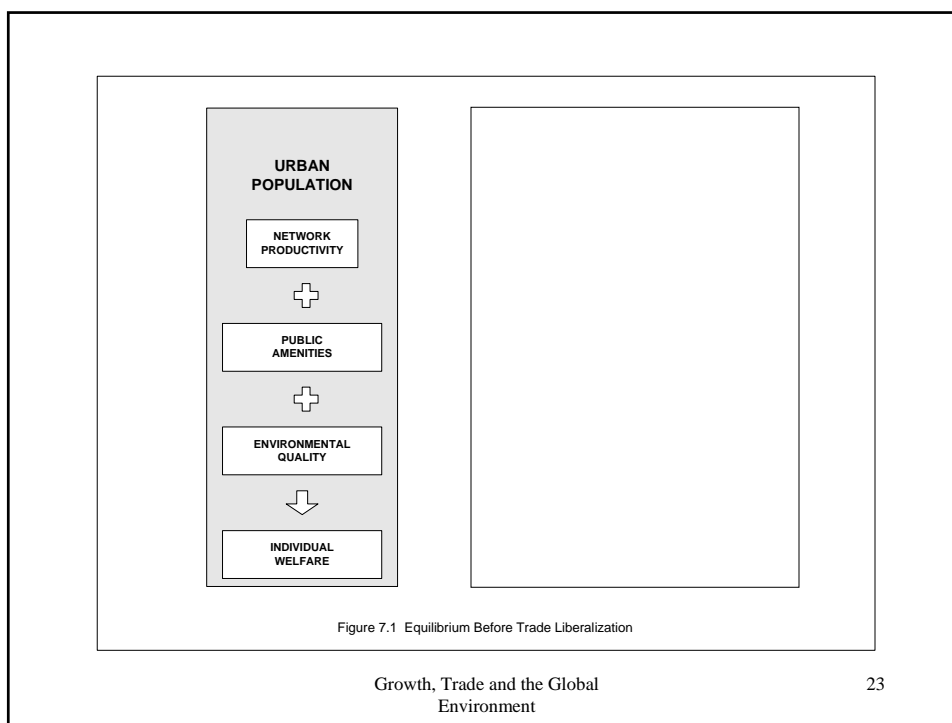 URBAN
POPULATION
NETWORK
PRODUCTIVITY
PUBLIC
AMENITIES
ENVIRONMENTAL
QUALITY
INDIVIDUAL
WELFARE
Figure 7.1 Equilibrium Before Trade Liberalization
Growth, Trade and the Global
Environment
23